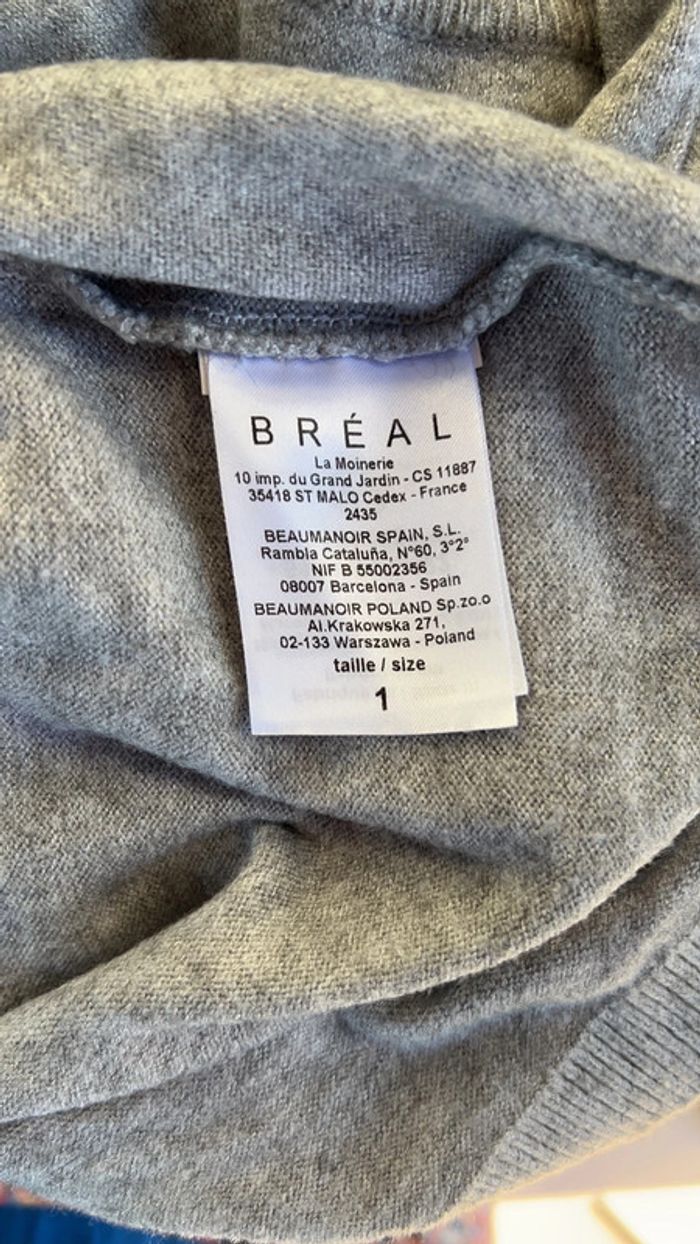 BRÉAL
La Moinerie
10 imp. du Grand Jardin - CS 11887
35418 ST MALO Cedex - France
2435
BEAUMANOIR SPAIN, S.L.
Rambla Cataluña, N°60, 3°2ª
NIF B 55002356
08007 Barcelona - Spain
BEAUMANOIR POLAND Sp.zo.o
Al.Krakowska 271,
02-133 Warszawa - Poland
taille / size
1